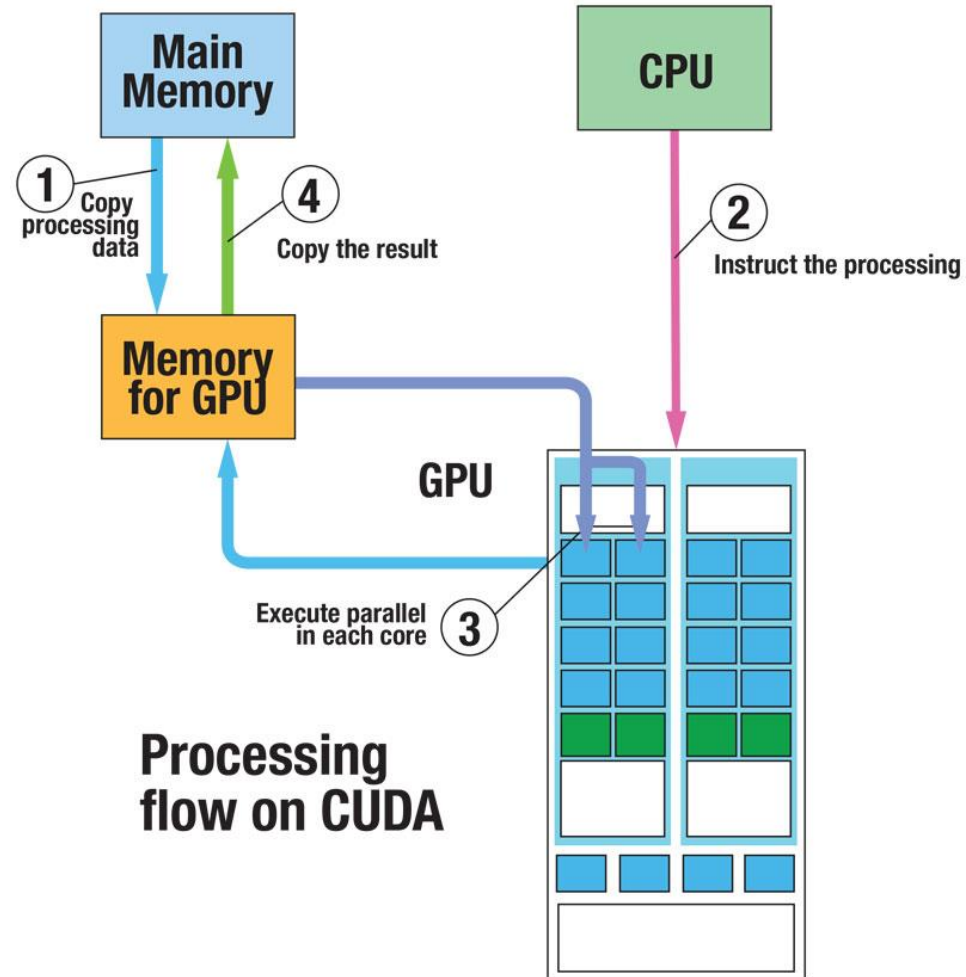 Main
Memory
CPU
1
Copy
processing
data
4
Copy the result
2
Instruct the processing
Memory
for GPU
GPU
Execute parallel
in each core
3
Processing
flow on CUDA